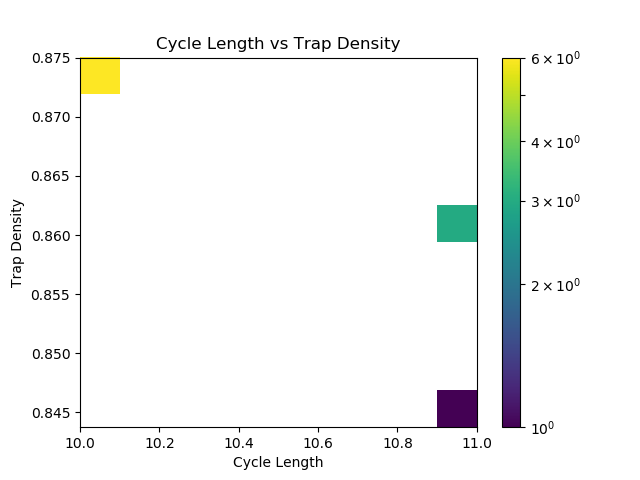 Cycle Length vs Trap Density
Trap Density
0.875
0.870
0.865
0.860
0.855
0.850
0.845
10.0 10.2 10.4 10.6 10.8 11.0
Cycle Length
6 × 10⁰
4 × 10⁰
3 × 10⁰
2 × 10⁰
10⁰